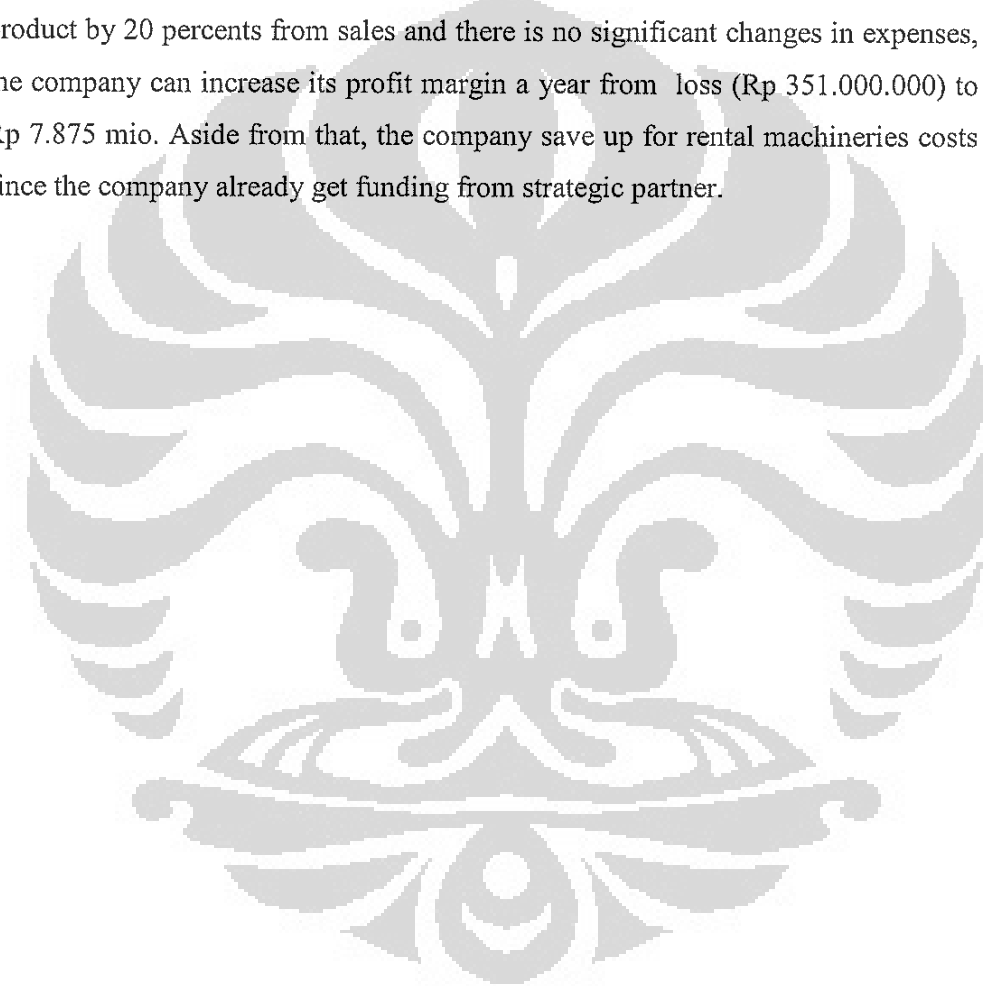 roduct by 20 percents from sales and there is no significant changes in expenses,
ne company can increase its profit margin a year from loss (Rp 351.000.000) to
Rp 7.875 mio. Aside from that, the company save up for rental machineries costs
ince the company already get funding from strategic partner.